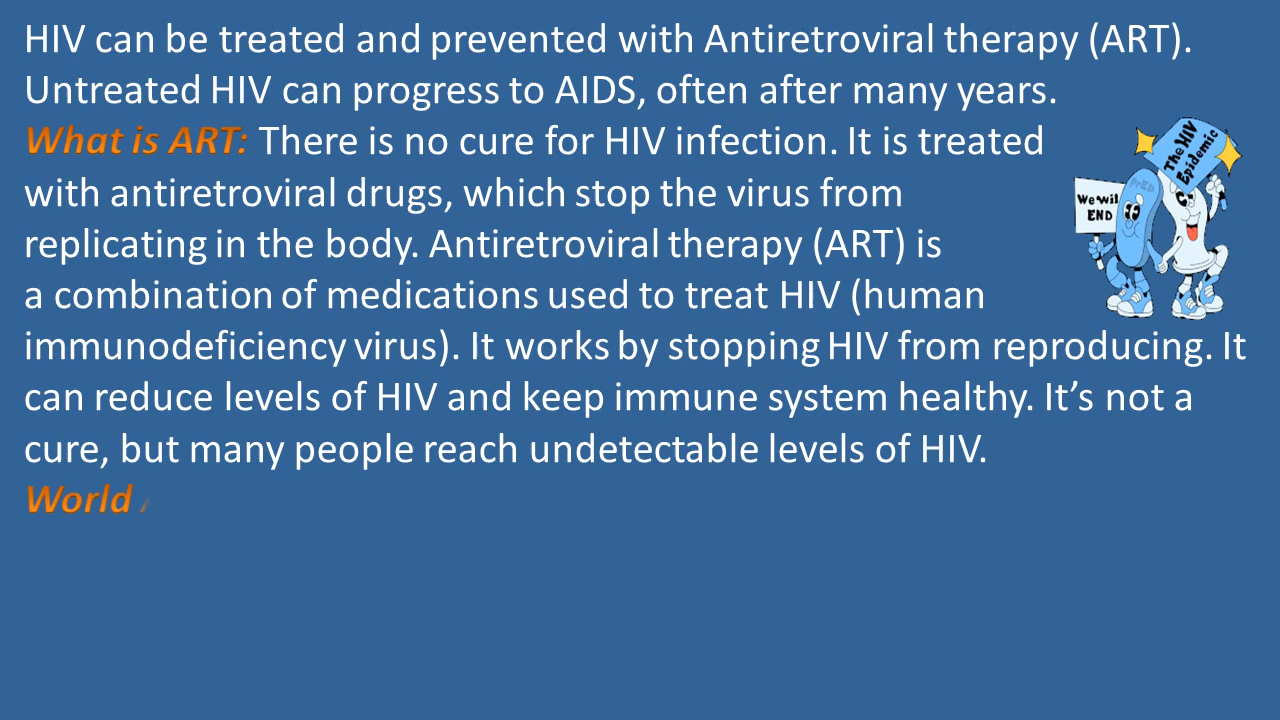 HIV can be treated and prevented with Antiretroviral therapy (ART).
Untreated HIV can progress to AIDS, often after many years.
What is ART: There is no cure for HIV infection. It is treated
with antiretroviral drugs, which stop the virus from
replicating in the body. Antiretroviral therapy (ART) is
a combination of medications used to treat HIV (human
immunodeficiency virus). It works by stopping HIV from reproducing. It
can reduce levels of HIV and keep immune system healthy. It’s not a
cure, but many people reach undetectable levels of HIV.
World
The HIV
Epidemic
PrEP
We Will
END